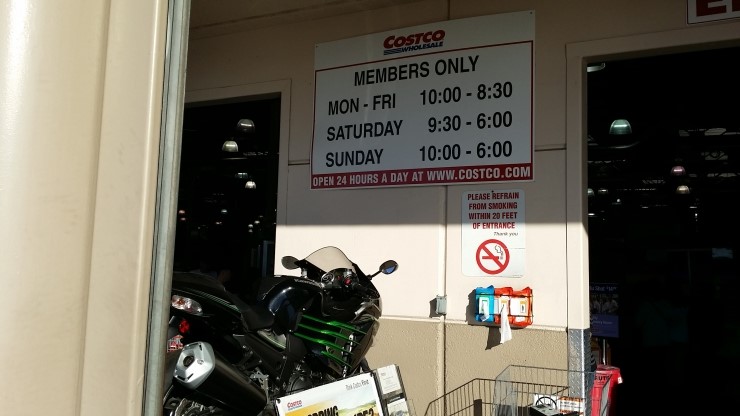 COSTCO
WHOLESALE
MEMBERS ONLY
MON - FRI 10:00 - 8:30
SATURDAY 9:30 - 6:00
SUNDAY 10:00 - 6:00
OPEN 24 HOURS A DAY AT WWW.COSTCO.COM
PLEASE REFRAIN
FROM SMOKING
WITHIN 20 FEET
OF ENTRANCE
Thank you
Costco